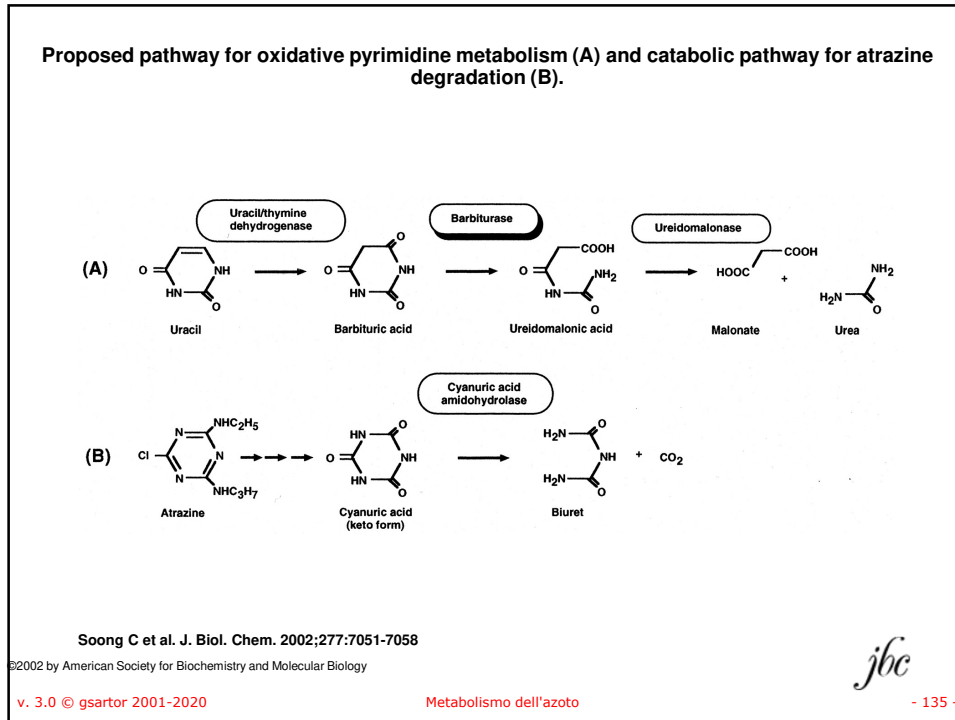 Proposed pathway for oxidative pyrimidine metabolism (A) and catabolic pathway for atrazine
degradation (B).
Uracil/thymine
dehydrogenase
Barbiturase
Ureidomalonase
(A)
O
NH
HN
O
O
O
NH
HN
O
COOH
O
NH2
HN
O
COOH
HOOC
+
NH2
H2N
O
Uracil
Barbituric acid
Ureidomalonic acid
Malonate
Urea
Cyanuric acid
amidohydrolase
(B)
NHC2H5
N
Cl
N
N
NHC3H7
O
HN
O
NH
HN
O
H2N
O
NH
H2N
O
+
CO2
Atrazine
Cyanuric acid
(keto form)
Biuret
Soong C et al. J. Biol. Chem. 2002;277:7051-7058
©2002 by American Society for Biochemistry and Molecular Biology
jbc
v. 3.0 © gsartor 2001-2020
Metabolismo dell'azoto
- 135 -